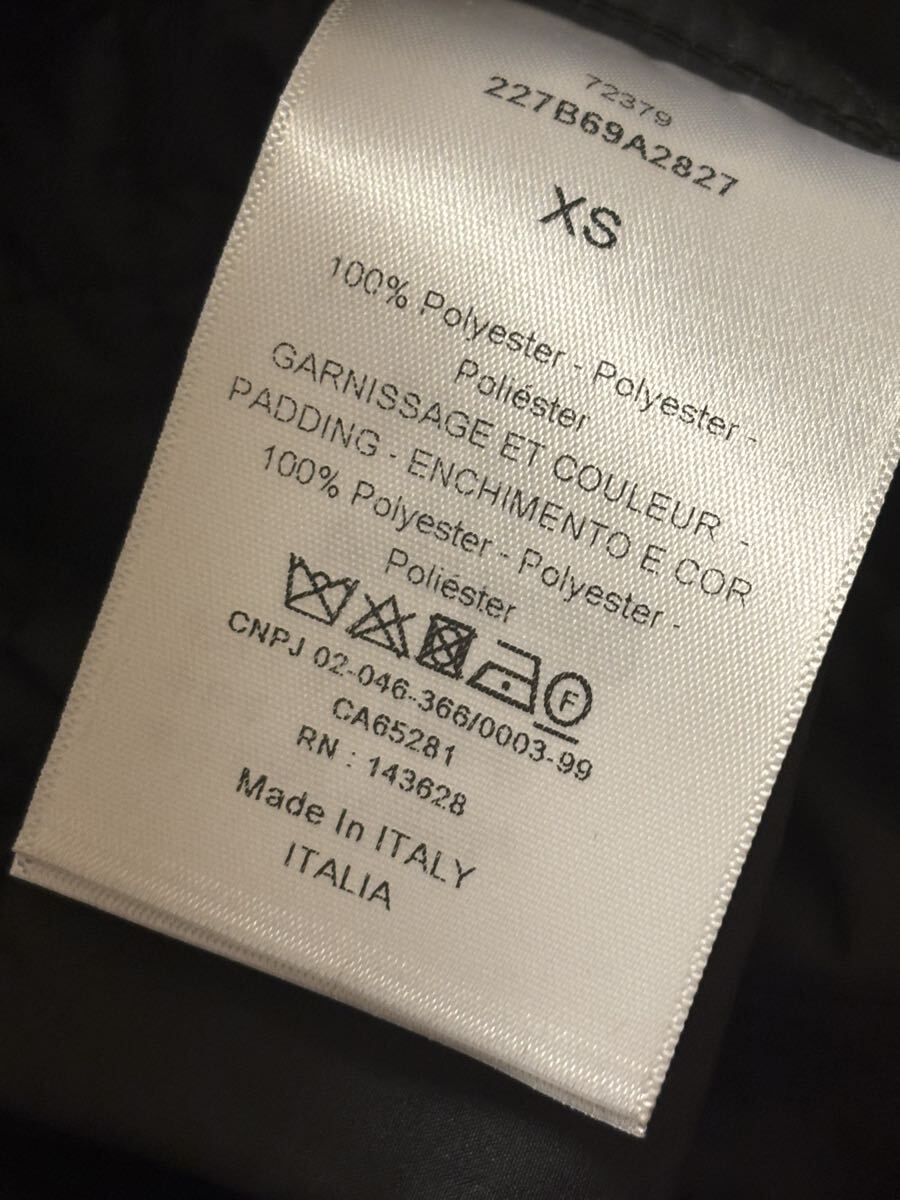 72379
227B69A2827
XS
100% Polyester - Polyester -
Poliéster
GARNISSAGE ET COULEUR -
PADDING - ENCHIMENTO E COR
100% Polyester - Polyester -
Poliéster
F
CNPJ 02-046-366/0003-99
CA65281
RN : 143628
Made In ITALY
ITALIA